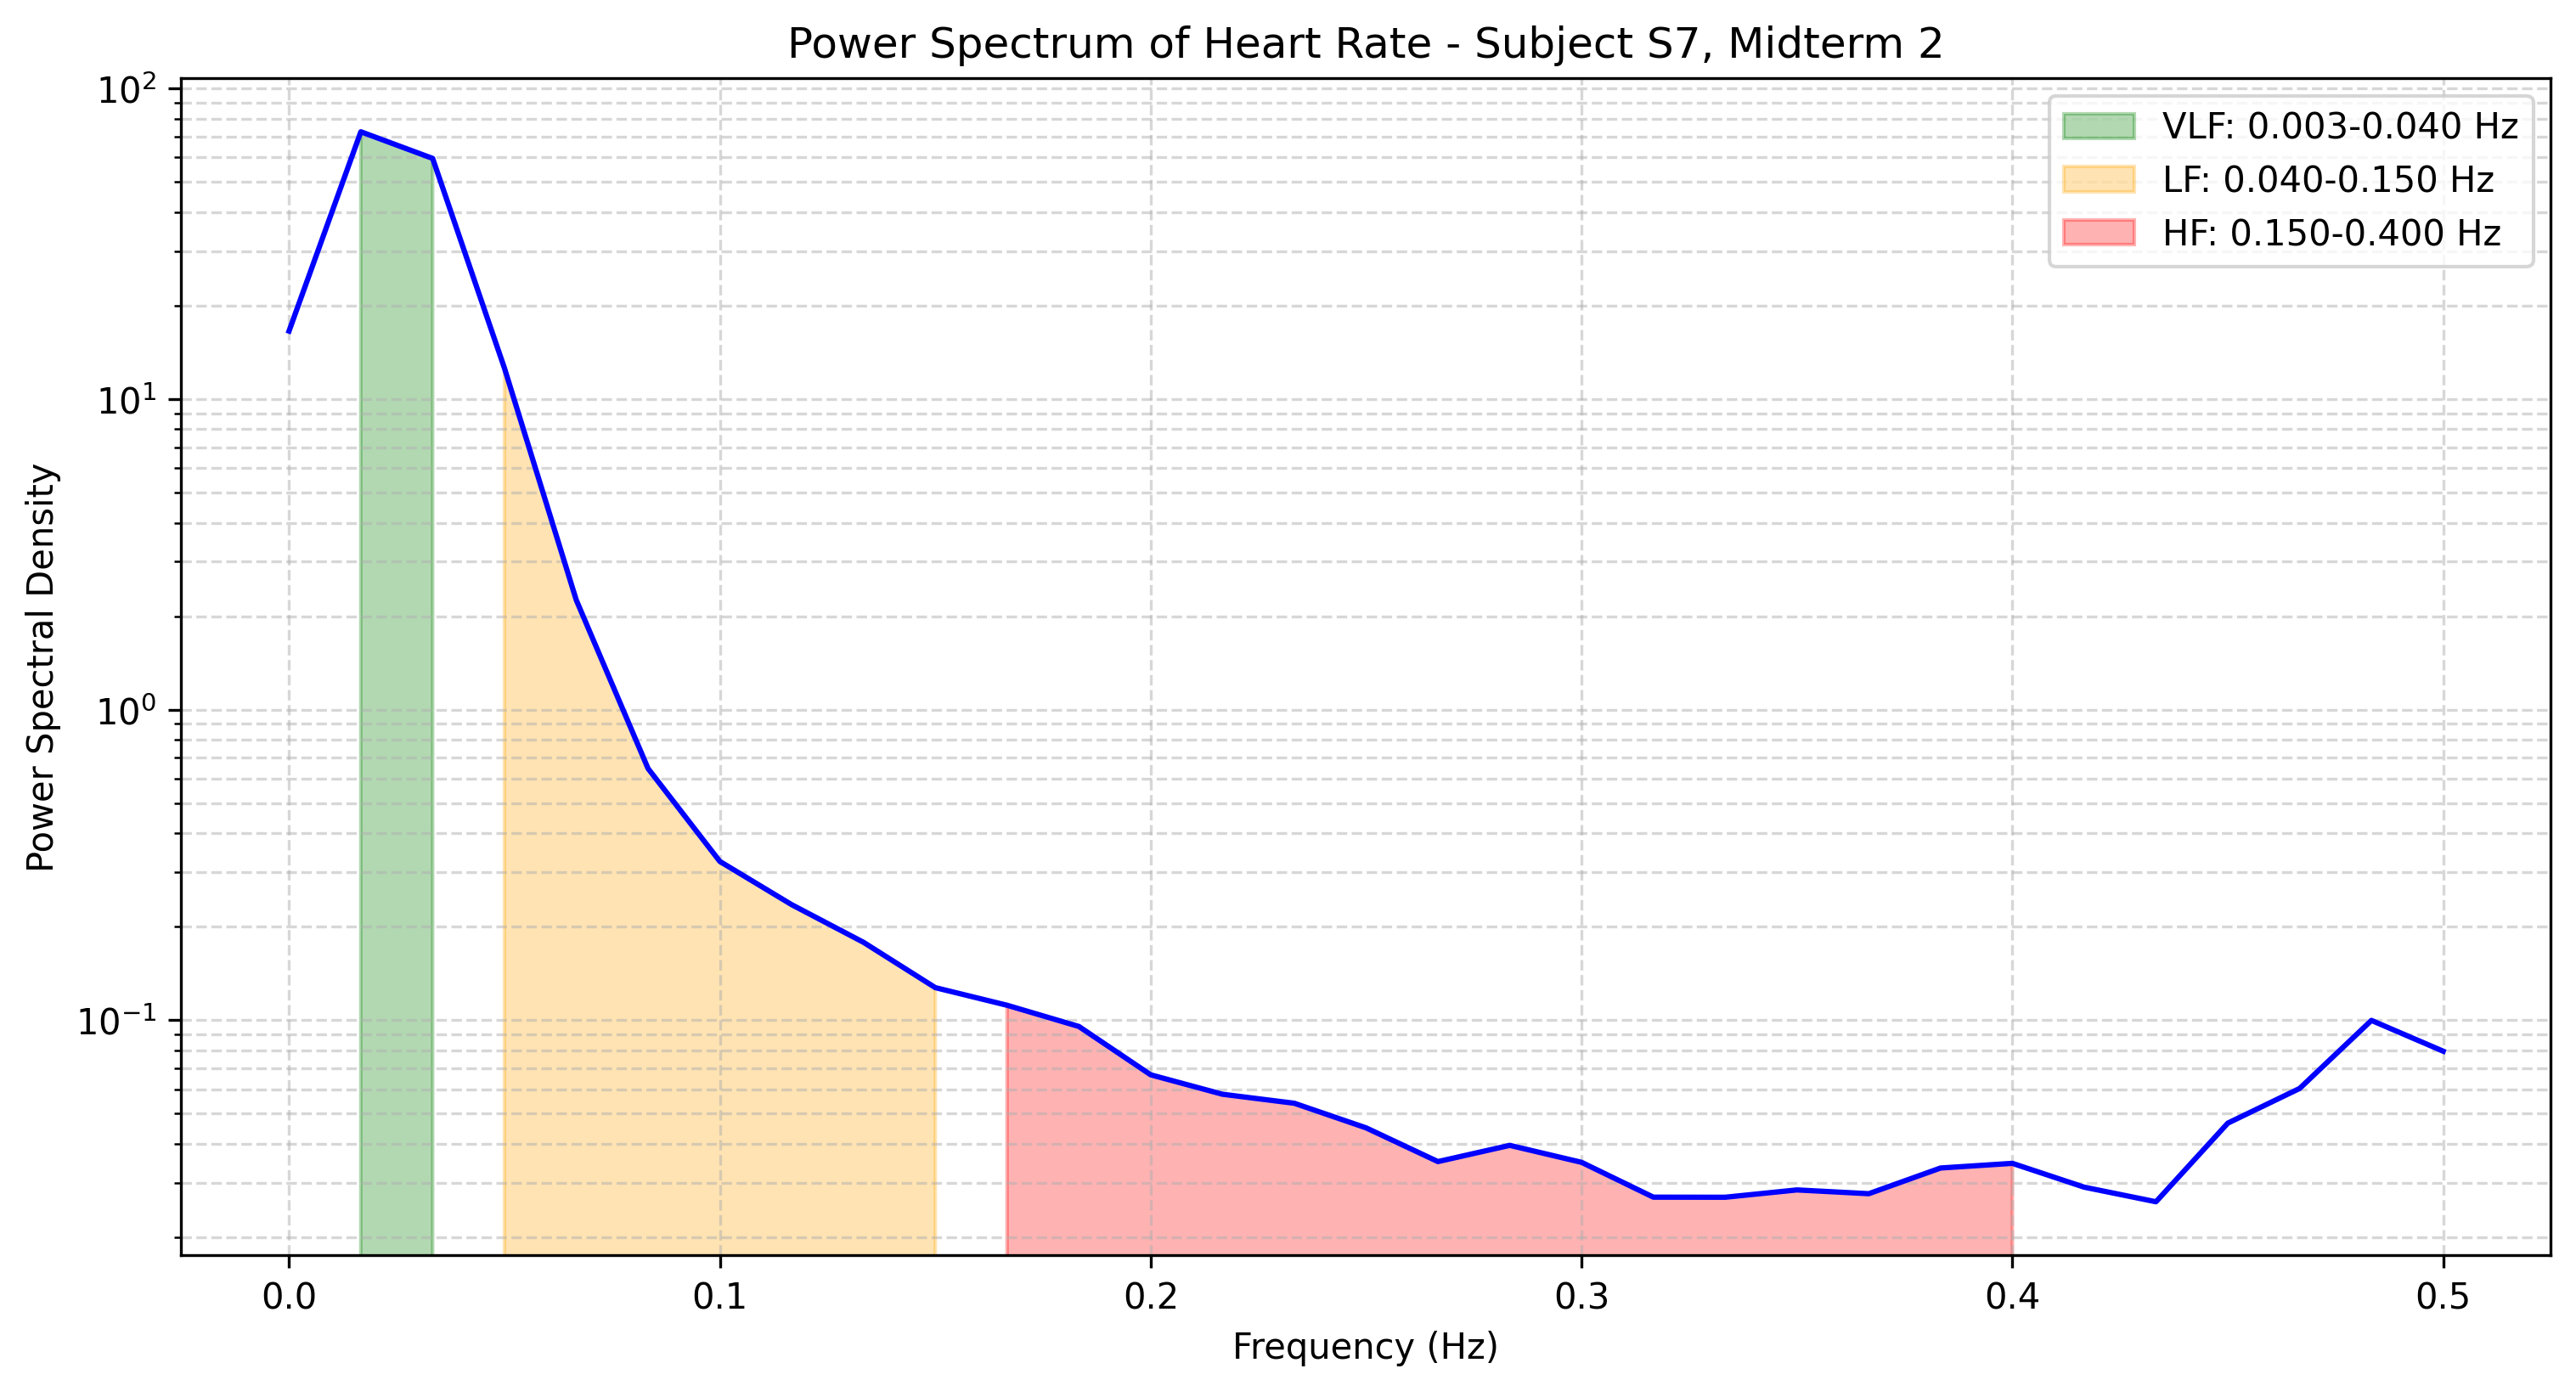 Power Spectrum of Heart Rate - Subject S7, Midterm 2
VLF: 0.003-0.040 Hz
LF: 0.040-0.150 Hz
HF: 0.150-0.400 Hz
Power Spectral Density
10²
10¹
10⁰
10⁻¹
0.0 0.1 0.2 0.3 0.4 0.5
Frequency (Hz)